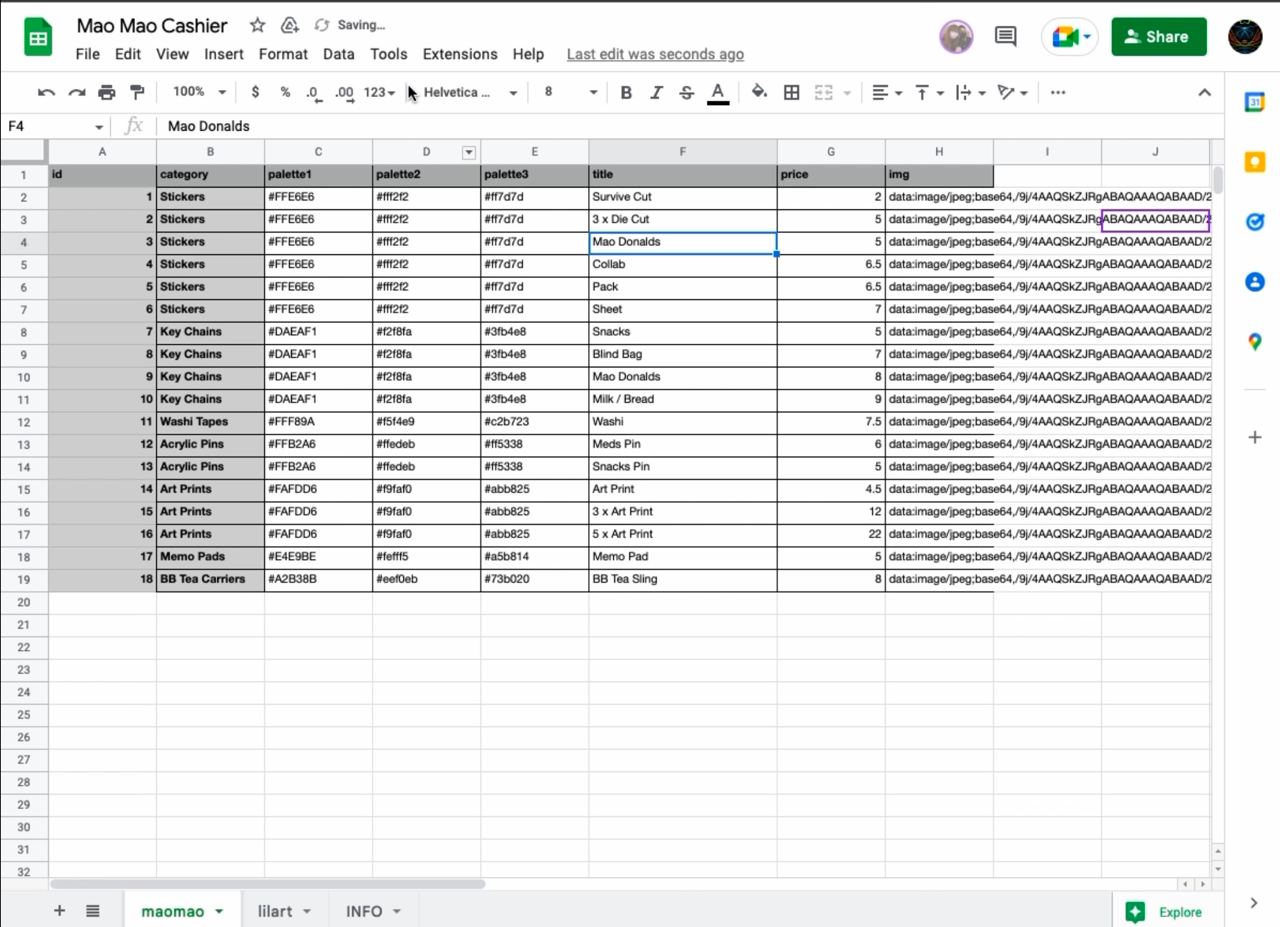 Mao Mao Cashier Saving...
File Edit View Insert Format Data Tools Extensions Help Last edit was seconds ago
Share
100% $ % .0 .00 123 Helvetica ... 8 B I S A
F4 fx Mao Donalds
A B C D E F G H I J
1 id category palette1 palette2 palette3 title price img
2 1 Stickers #FFE6E6 #fff2f2 #ff7d7d Survive Cut 2 data:image/jpeg;base64,/9j/4AAQSkZJRgABAQAAAQABAAD/2
3 2 Stickers #FFE6E6 #fff2f2 #ff7d7d 3 x Die Cut 5 data:image/jpeg;base64,/9j/4AAQSkZJRgABAQAAAQABAAD/2
4 3 Stickers #FFE6E6 #fff2f2 #ff7d7d Mao Donalds 5 data:image/jpeg;base64,/9j/4AAQSkZJRgABAQAAAQABAAD/2
5 4 Stickers #FFE6E6 #fff2f2 #ff7d7d Collab 6.5 data:image/jpeg;base64,/9j/4AAQSkZJRgABAQAAAQABAAD/2
6 5 Stickers #FFE6E6 #fff2f2 #ff7d7d Pack 6.5 data:image/jpeg;base64,/9j/4AAQSkZJRgABAQAAAQABAAD/2
7 6 Stickers #FFE6E6 #fff2f2 #ff7d7d Sheet 7 data:image/jpeg;base64,/9j/4AAQSkZJRgABAQAAAQABAAD/2
8 7 Key Chains #DAEAF1 #f2f8fa #3fb4e8 Snacks 5 data:image/jpeg;base64,/9j/4AAQSkZJRgABAQAAAQABAAD/2
9 8 Key Chains #DAEAF1 #f2f8fa #3fb4e8 Blind Bag 7 data:image/jpeg;base64,/9j/4AAQSkZJRgABAQAAAQABAAD/2
10 9 Key Chains #DAEAF1 #f2f8fa #3fb4e8 Mao Donalds 8 data:image/jpeg;base64,/9j/4AAQSkZJRgABAQAAAQABAAD/2
11 10 Key Chains #DAEAF1 #f2f8fa #3fb4e8 Milk / Bread 9 data:image/jpeg;base64,/9j/4AAQSkZJRgABAQAAAQABAAD/2
12 11 Washi Tapes #FFF89A #f5f4e9 #c2b723 Washi 7.5 data:image/jpeg;base64,/9j/4AAQSkZJRgABAQAAAQABAAD/2
13 12 Acrylic Pins #FFB2A6 #ffedeb #ff5338 Meds Pin 6 data:image/jpeg;base64,/9j/4AAQSkZJRgABAQAAAQABAAD/2
14 13 Acrylic Pins #FFB2A6 #ffedeb #ff5338 Snacks Pin 5 data:image/jpeg;base64,/9j/4AAQSkZJRgABAQAAAQABAAD/2
15 14 Art Prints #FAFDD6 #f9faf0 #abb825 Art Print 4.5 data:image/jpeg;base64,/9j/4AAQSkZJRgABAQAAAQABAAD/2
16 15 Art Prints #FAFDD6 #f9faf0 #abb825 3 x Art Print 12 data:image/jpeg;base64,/9j/4AAQSkZJRgABAQAAAQABAAD/2
17 16 Art Prints #FAFDD6 #f9faf0 #abb825 5 x Art Print 22 data:image/jpeg;base64,/9j/4AAQSkZJRgABAQAAAQABAAD/2
18 17 Memo Pads #E4E9BE #fefff5 #a5b814 Memo Pad 5 data:image/jpeg;base64,/9j/4AAQSkZJRgABAQAAAQABAAD/2
19 18 BB Tea Carriers #A2B38B #eef0eb #73b020 BB Tea Sling 8 data:image/jpeg;base64,/9j/4AAQSkZJRgABAQAAAQABAAD/2
20
21
22
23
24
25
26
27
28
29
30
31
32
maomao lilart INFO Explore
31